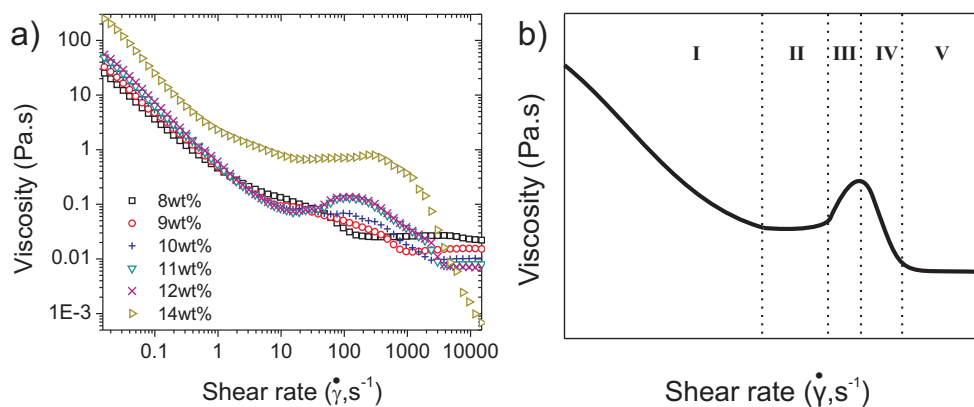 a)
Viscosity (Pa.s)
100
10
1
0.1
0.01
1E-3
8wt%
9wt%
10wt%
11wt%
12wt%
14wt%
0.1 1 10 100 1000 10000
Shear rate (γ̇,s⁻¹)
b)
Viscosity (Pa.s)
I II III IV V
Shear rate (γ̇,s⁻¹)